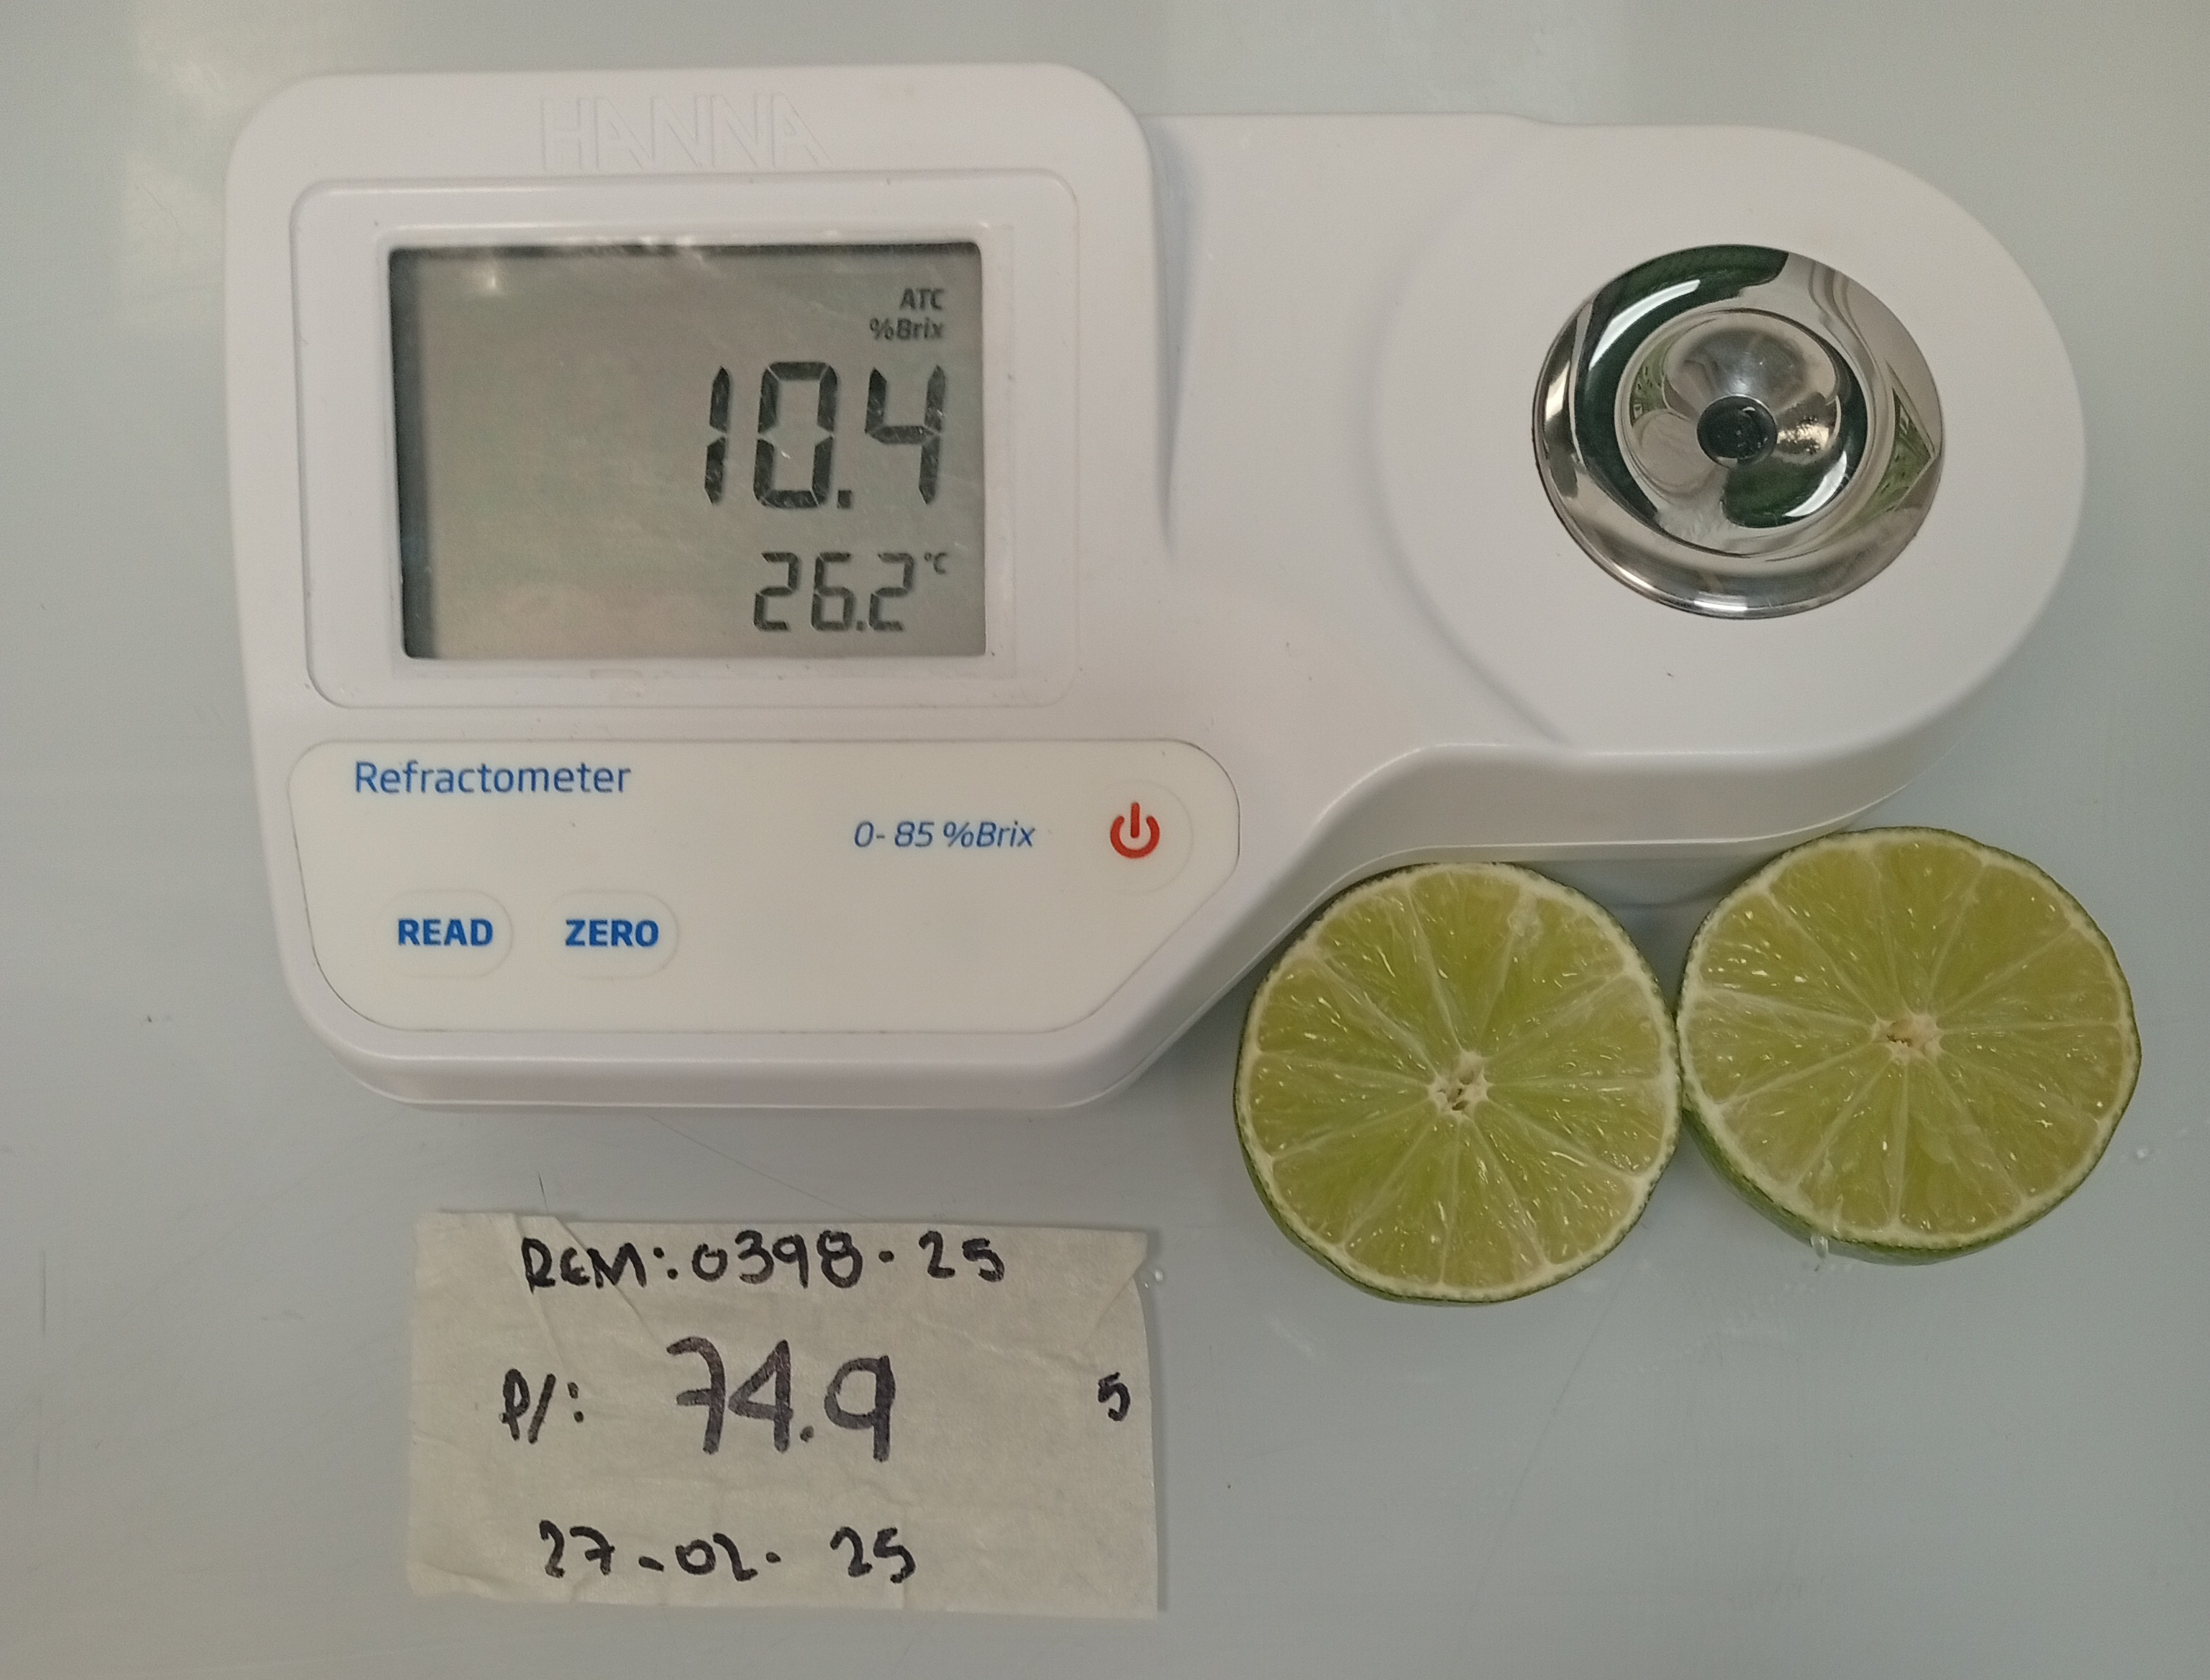 HANNA
ATC
%Brix
10.4
26.2 °C
Refractometer
0-85 %Brix
READ ZERO
REM: 0398-25
P/: 74.9 5
27-02-25